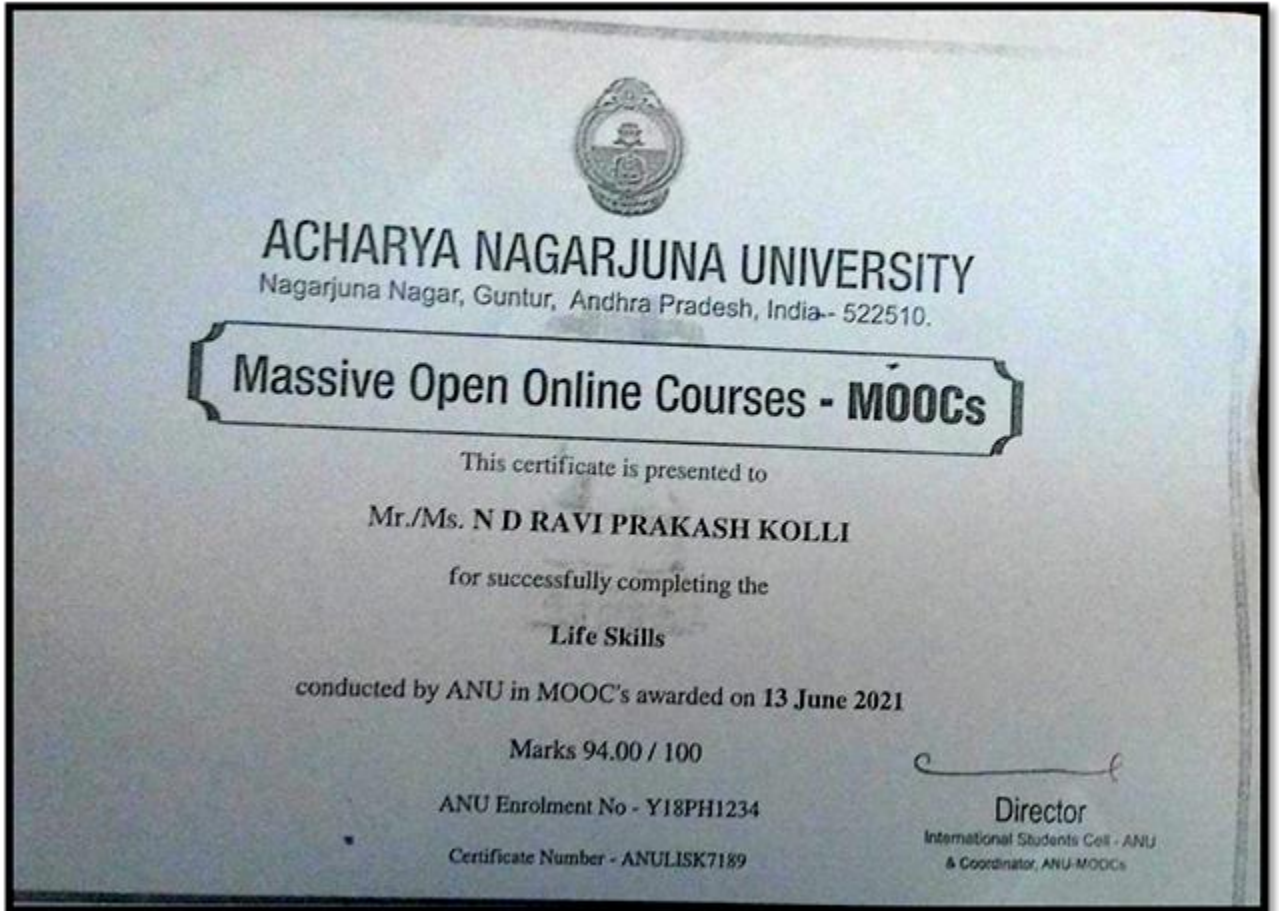 ACHARYA NAGARJUNA UNIVERSITY
Nagarjuna Nagar, Guntur, Andhra Pradesh, India-- 522510.
Massive Open Online Courses - MOOCs
This certificate is presented to
Mr./Ms. N D RAVI PRAKASH KOLLI
for successfully completing the
Life Skills
conducted by ANU in MOOC's awarded on 13 June 2021
Marks 94.00 / 100
ANU Enrolment No - Y18PH1234
Certificate Number - ANULISK7189
Director
International Students Cell - ANU
& Coordinator, ANU-MOOCs